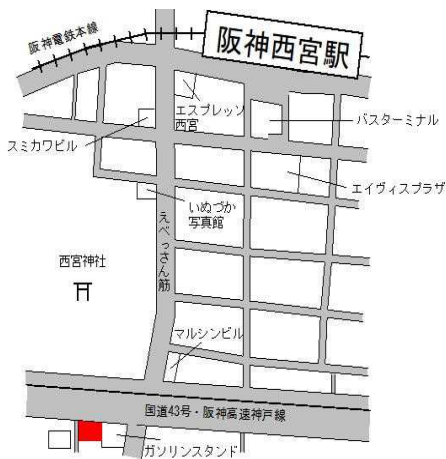 阪神電鉄本線
阪神西宮駅
エスプレッソ
西宮
バスターミナル
スミカワビル
エイヴィスプラザ
いぬづか
写真館
えべっさん筋
西宮神社
マルシンビル
国道43号・阪神高速神戸線
ガソリンスタンド